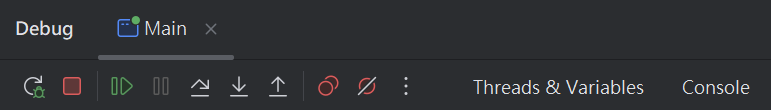 Debug Main
Threads & Variables Console